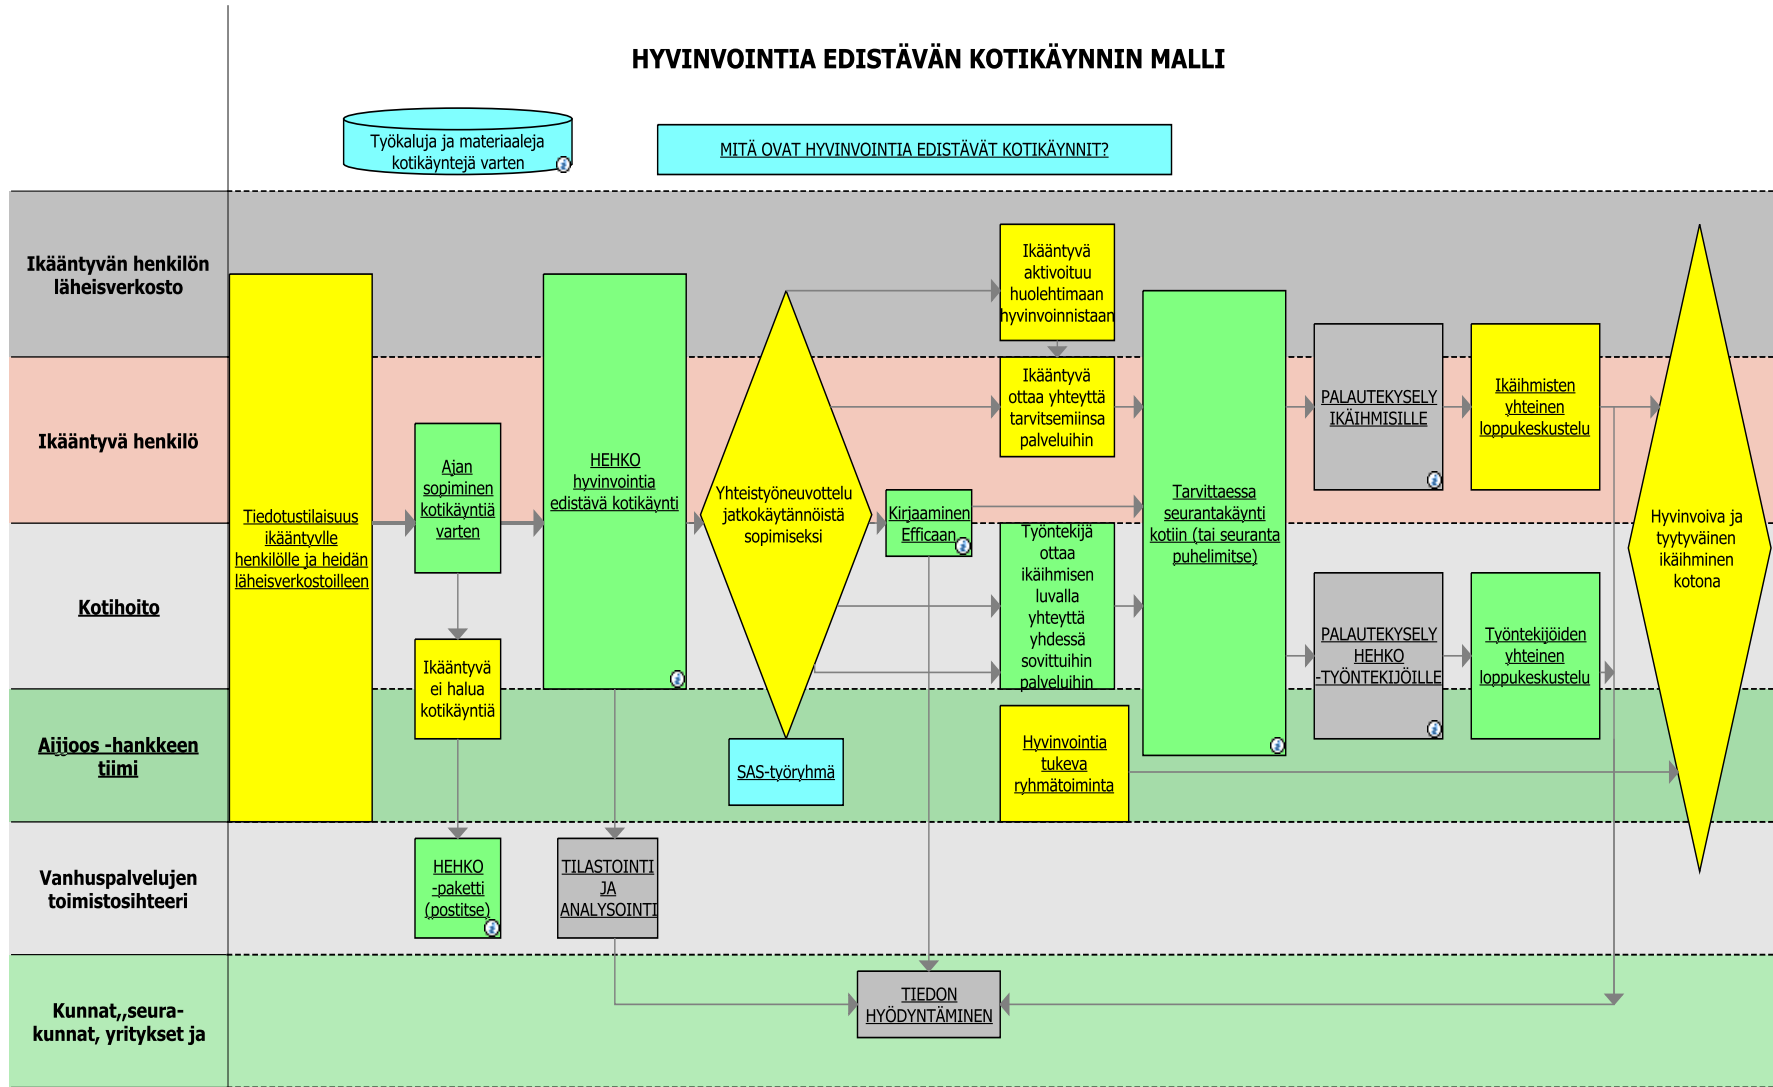 HYVINVOINTIA EDISTÄVÄN KOTIKÄYNNIN MALLI
Työkaluja ja materiaaleja
kotikäyntejä varten
MITÄ OVAT HYVINVOINTIA EDISTÄVÄT KOTIKÄYNNIT?
Ikääntyvän henkilön
läheisverkosto
Ikääntyvä henkilö
Kotihoito
Aijjoos -hankkeen
tiimi
Vanhuspalvelujen
toimistosihteeri
Kunnat,,seura-
kunnat, yritykset ja
Tiedotustilaisuus
ikääntyvlle
henkilölle ja heidän
läheisverkostoilleen
Ajan
sopiminen
kotikäyntiä
varten
Ikääntyvä
ei halua
kotikäyntiä
HEHKO
-paketti
(postitse)
HEHKO
hyvinvointia
edistävä kotikäynti
TILASTOINTI
JA
ANALYSOINTI
Yhteistyöneuvottelu
jatkokäytännöistä
sopimiseksi
SAS-työryhmä
Kirjaaminen
Efficaan
TIEDON
HYÖDYNTÄMINEN
Ikääntyvä
aktivoituu
huolehtimaan
hyvinvoinnistaan
Ikääntyvä
ottaa yhteyttä
tarvitsemiinsa
palveluihin
Työntekijä
ottaa
ikäihmisen
luvalla
yhteyttä
yhdessä
sovittuihin
palveluihin
Hyvinvointia
tukeva
ryhmätoiminta
Tarvittaessa
seurantakäynti
kotiin (tai seuranta
puhelimitse)
PALAUTEKYSELY
IKÄIHMISILLE
Ikäihmisten
yhteinen
loppukeskustelu
PALAUTEKYSELY
HEHKO
-TYÖNTEKIJÖILLE
Työntekijöiden
yhteinen
loppukeskustelu
Hyvinvoiva ja
tyytyväinen
ikäihminen
kotona